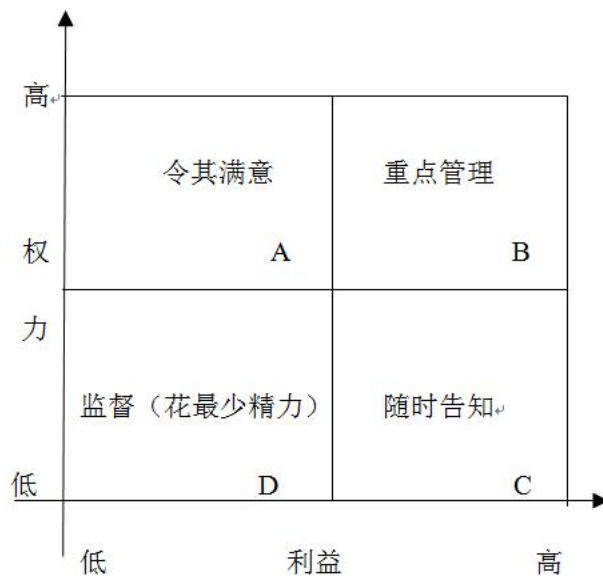 高
令其满意 重点管理
权 A B
力
监督（花最少精力） 随时告知
低 D C
低 利益 高